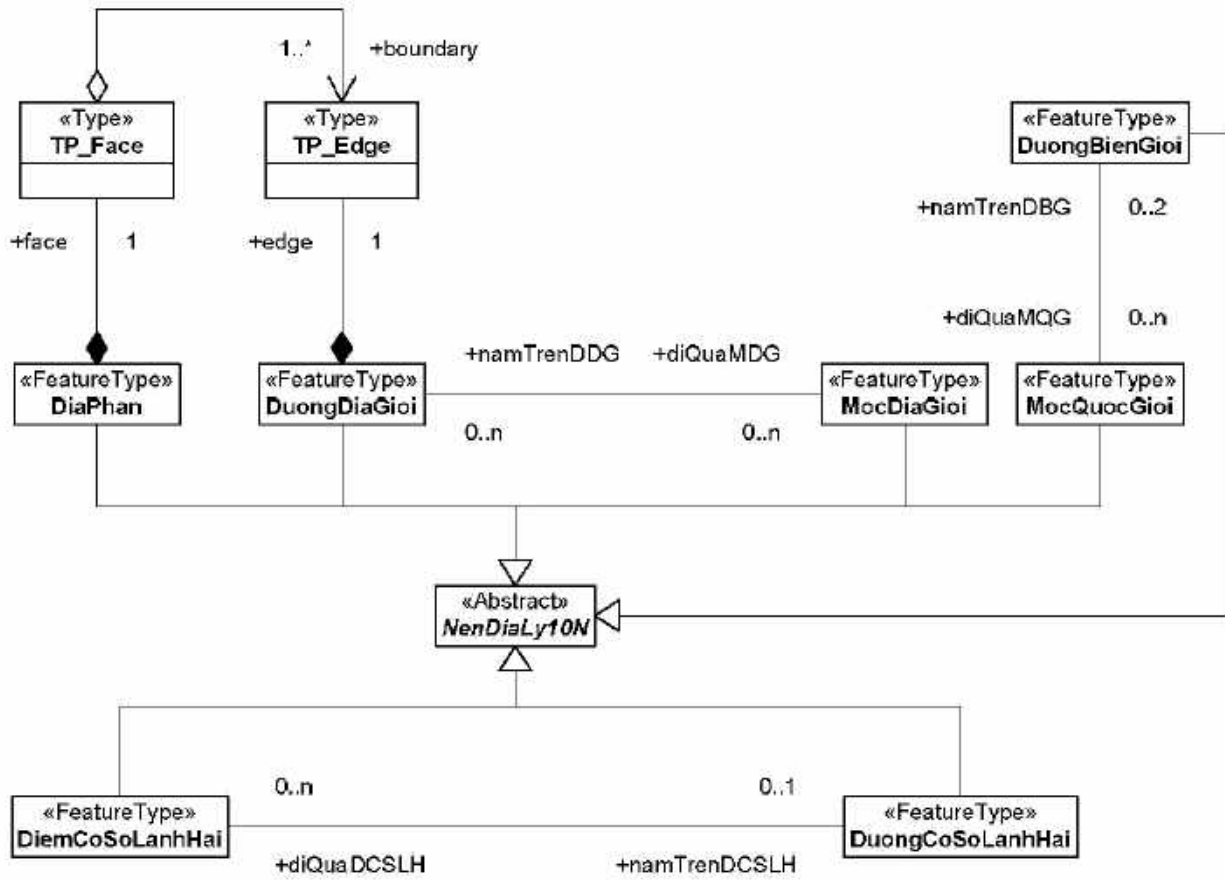 1..* +boundary
«Type»
TP_Face
«Type»
TP_Edge
«FeatureType»
DuongBienGioi
+face 1
+edge 1
+namTrenDBG 0..2
+diQuaMQG 0..n
+namTrenDDG +diQuaMDG
«FeatureType»
DiaPhan
«FeatureType»
DuongDiaGioi
«FeatureType»
MocDiaGioi
«FeatureType»
MocQuocGioi
0..n 0..n
«Abstract»
NenDiaLy10N
0..n 0..1
«FeatureType»
DiemCoSoLanhHai
«FeatureType»
DuongCoSoLanhHai
+diQuaDCSLH +namTrenDCSLH